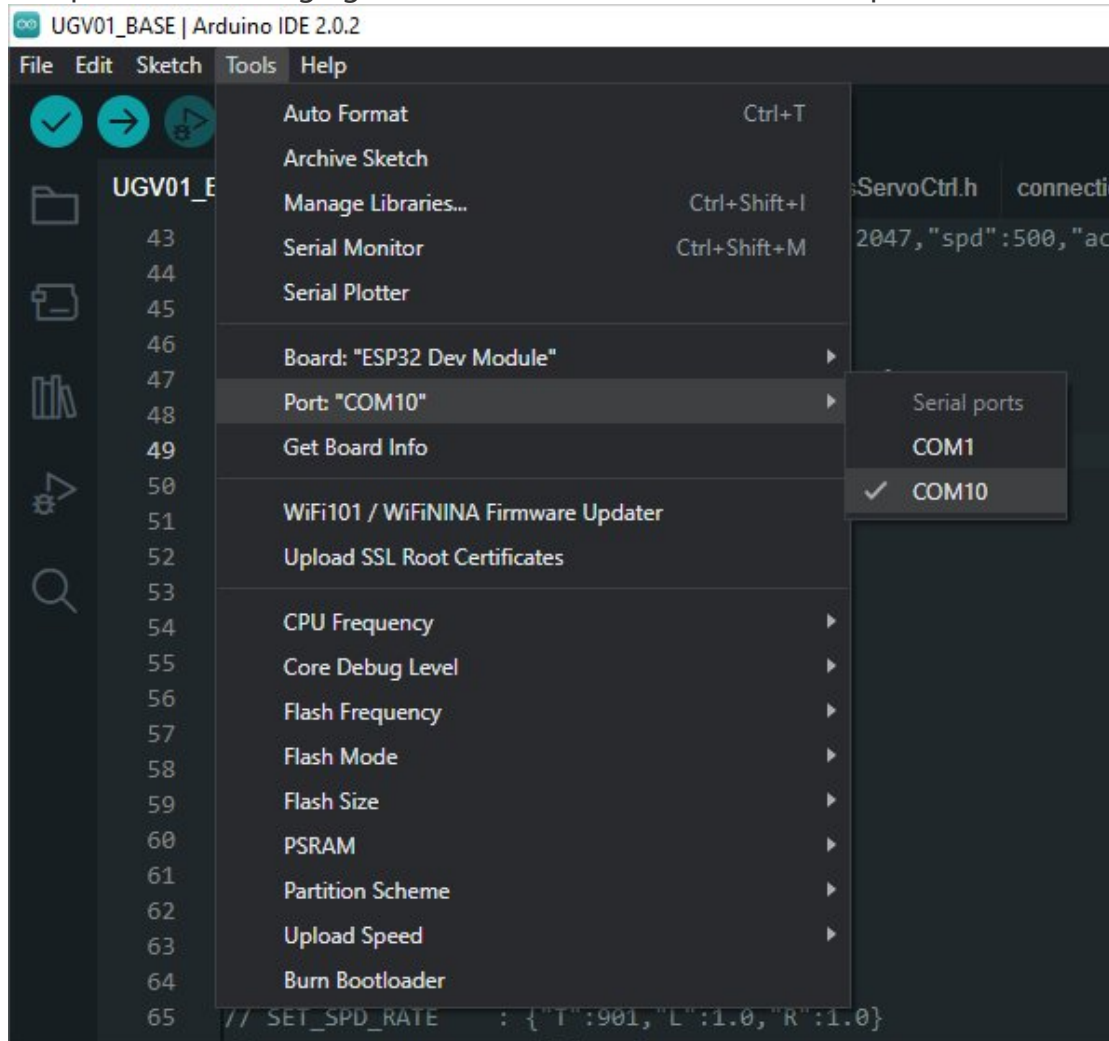 UGV01_BASE | Arduino IDE 2.0.2
File Edit Sketch Tools Help
Auto Format Ctrl+T
Archive Sketch
UGV01_B sServoCtrl.h connecti
Manage Libraries... Ctrl+Shift+I
43 2047,"spd":500,"ac
Serial Monitor Ctrl+Shift+M
44
Serial Plotter
45
46
Board: "ESP32 Dev Module"
47
Port: "COM10" Serial ports
48
49
Get Board Info COM1
50
COM10
51
WiFi101 / WiFiNINA Firmware Updater
52
Upload SSL Root Certificates
53
54
CPU Frequency
55
Core Debug Level
56
Flash Frequency
57
Flash Mode
58
59
Flash Size
60
PSRAM
61
Partition Scheme
62
63
Upload Speed
64
Burn Bootloader
65 // SET_SPD_RATE : {"T":901,"L":1.0,"R":1.0}